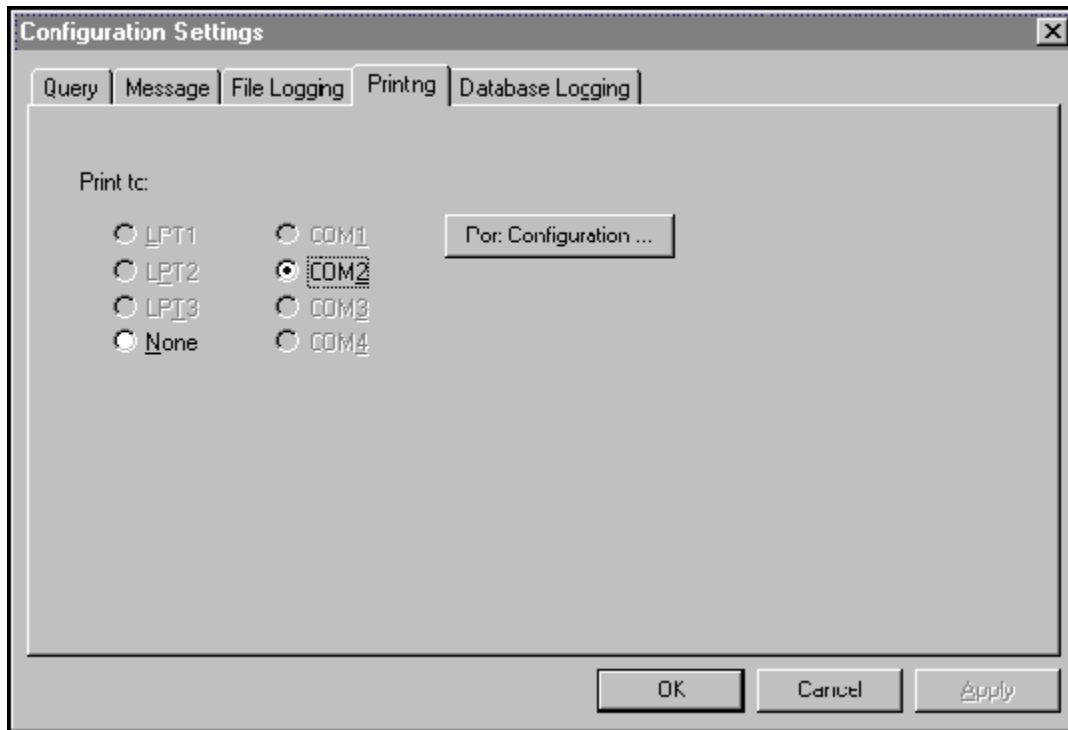 Configuration Settings
Query Message File Logging Printng Database Logging
Print tc:
LPT1 COM1 Por: Configuration ...
LPT2 COM2
LPT3 COM3
None COM4
OK Cancel Apply